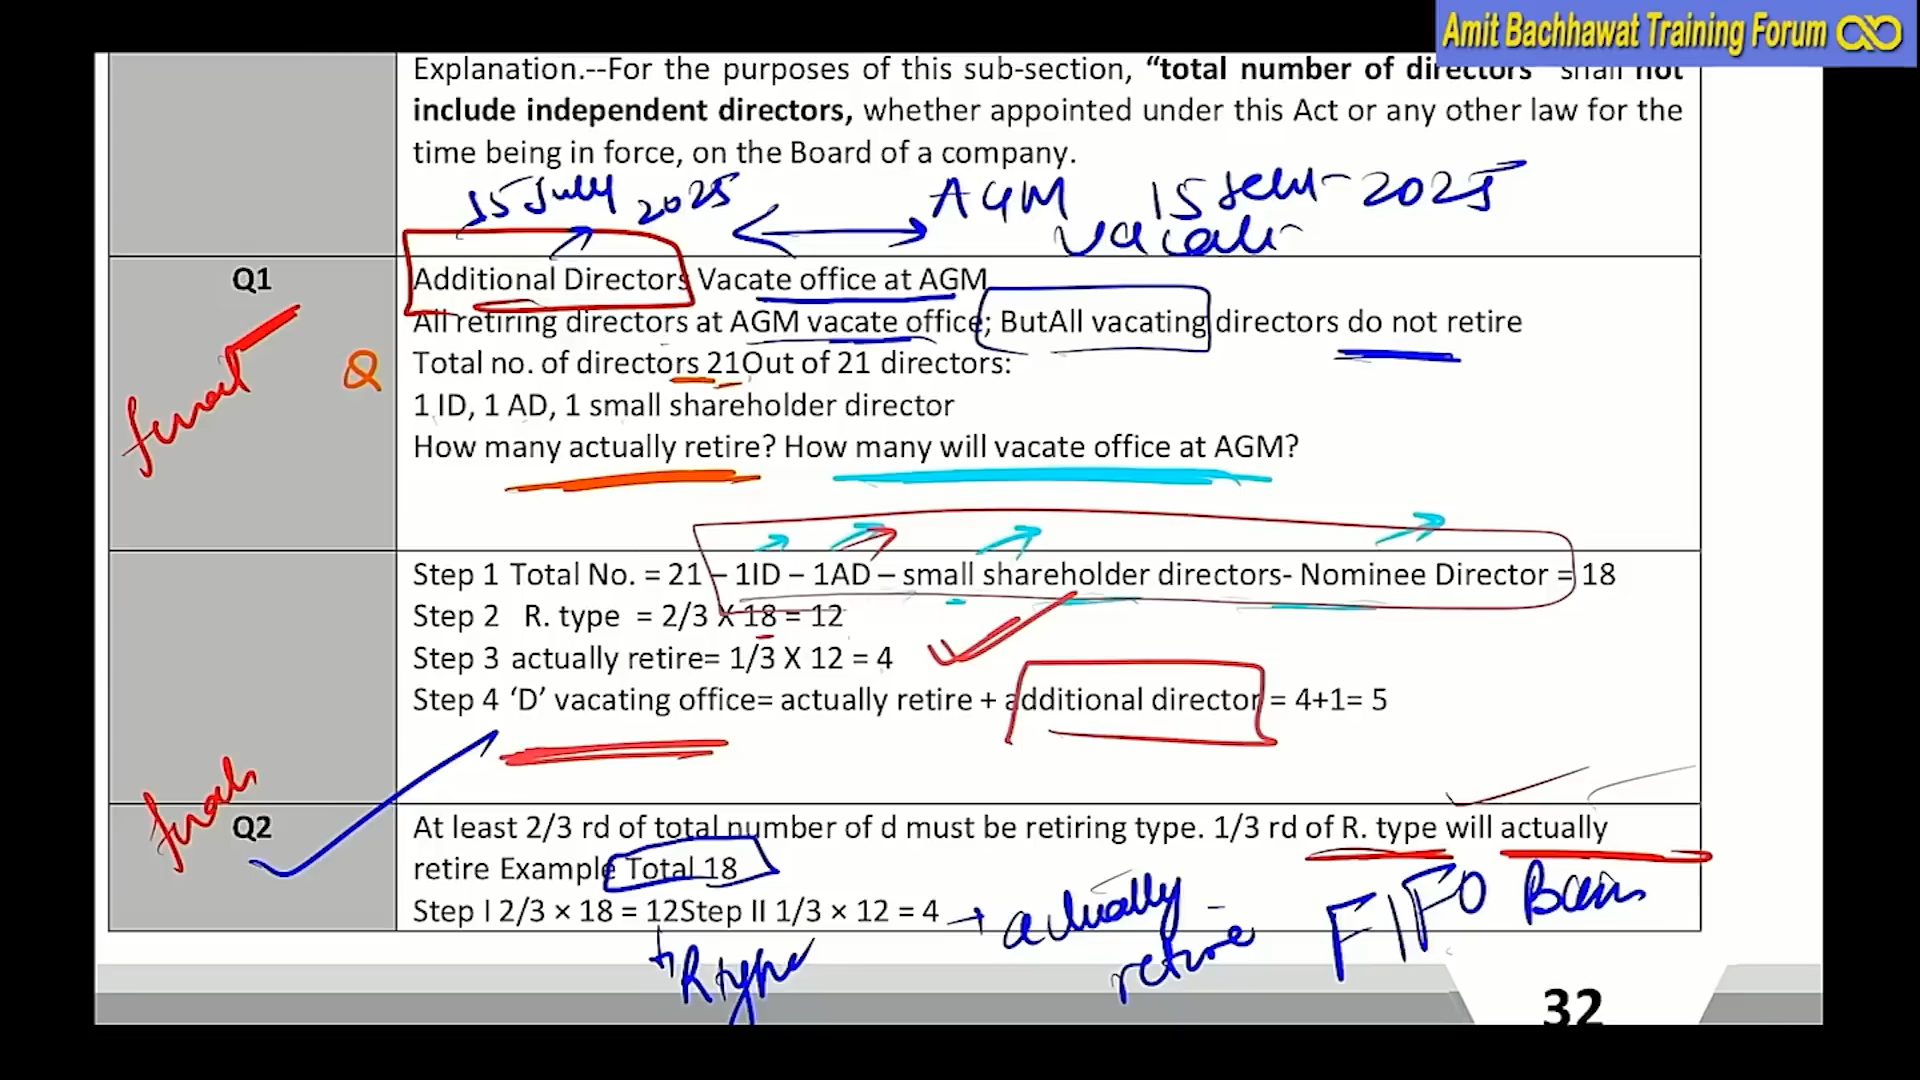 Amit Bachhawat Training Forum
Explanation.--For the purposes of this sub-section, “total number of directors” shall not
include independent directors, whether appointed under this Act or any other law for the
time being in force, on the Board of a company.
15 July 2025
AGM 15 Sept-2025
Vacate
Q1
Additional Directors Vacate office at AGM
All retiring directors at AGM vacate office; ButAll vacating directors do not retire
Q
Total no. of directors 21Out of 21 directors:
1 ID, 1 AD, 1 small shareholder director
How many actually retire? How many will vacate office at AGM?
Step 1 Total No. = 21 – 1ID – 1AD – small shareholder directors- Nominee Director = 18
Step 2 R. type = 2/3 X 18 = 12
Step 3 actually retire= 1/3 X 12 = 4
Step 4 ‘D’ vacating office= actually retire + additional director = 4+1= 5
Q2
At least 2/3 rd of total number of d must be retiring type. 1/3 rd of R. type will actually
retire Example Total 18
Step I 2/3 × 18 = 12Step II 1/3 × 12 = 4
actually
retire
FIFO Basis
R type
32